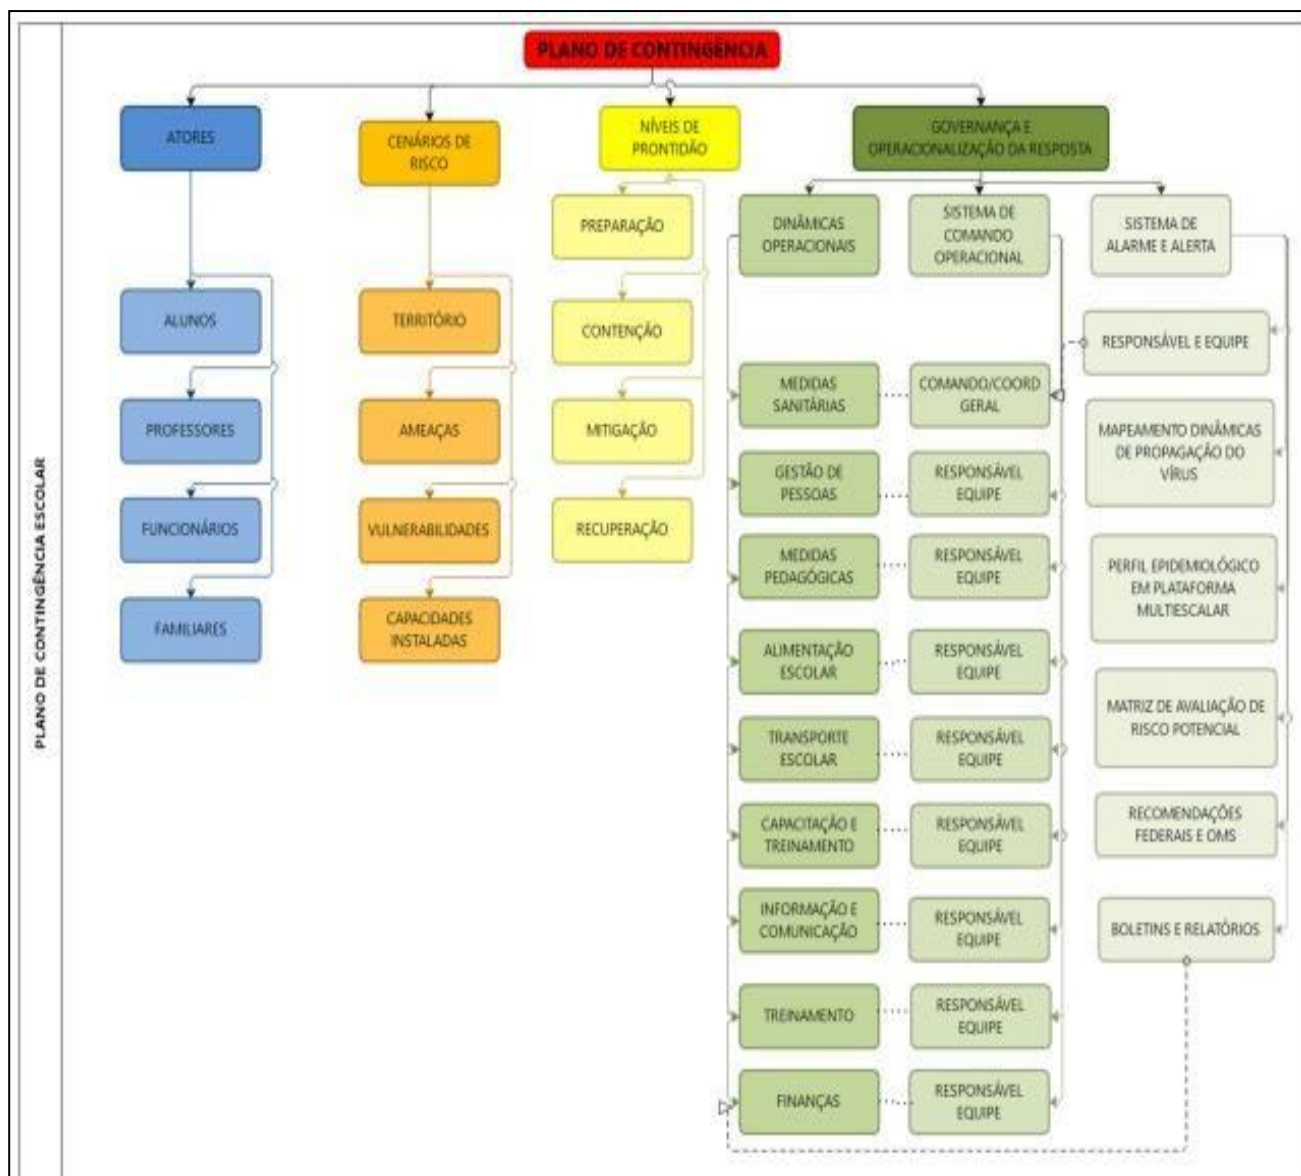 PLANO DE CONTINGÊNCIA ESCOLAR
PLANO DE CONTINGÊNCIA
ATORES
ALUNOS
PROFESSORES
FUNCIONÁRIOS
FAMILIARES
CENÁRIOS DE
RISCO
TERRITÓRIO
AMEAÇAS
VULNERABILIDADES
CAPACIDADES
INSTALADAS
NÍVEIS DE
PRONTIDÃO
PREPARAÇÃO
CONTENÇÃO
MITIGAÇÃO
RECUPERAÇÃO
GOVERNANÇA E
OPERACIONALIZAÇÃO DA RESPOSTA
DINÂMICAS
OPERACIONAIS
MEDIDAS
SANITÁRIAS
GESTÃO DE
PESSOAS
MEDIDAS
PEDAGÓGICAS
ALIMENTAÇÃO
ESCOLAR
TRANSPORTE
ESCOLAR
CAPACITAÇÃO E
TREINAMENTO
INFORMAÇÃO E
COMUNICAÇÃO
TREINAMENTO
FINANÇAS
SISTEMA DE
COMANDO
OPERACIONAL
COMANDO/COORD
GERAL
RESPONSÁVEL
EQUIPE
RESPONSÁVEL
EQUIPE
RESPONSÁVEL
EQUIPE
RESPONSÁVEL
EQUIPE
RESPONSÁVEL
EQUIPE
RESPONSÁVEL
EQUIPE
RESPONSÁVEL
EQUIPE
RESPONSÁVEL
EQUIPE
SISTEMA DE
ALARME E ALERTA
RESPONSÁVEL E EQUIPE
MAPEAMENTO DINÂMICAS
DE PROPAGAÇÃO DO
VÍRUS
PERFIL EPIDEMIOLÓGICO
EM PLATAFORMA
MULTIESCALAR
MATRIZ DE AVALIAÇÃO DE
RISCO POTENCIAL
RECOMENDAÇÕES
FEDERAIS E OMS
BOLETINS E RELATÓRIOS